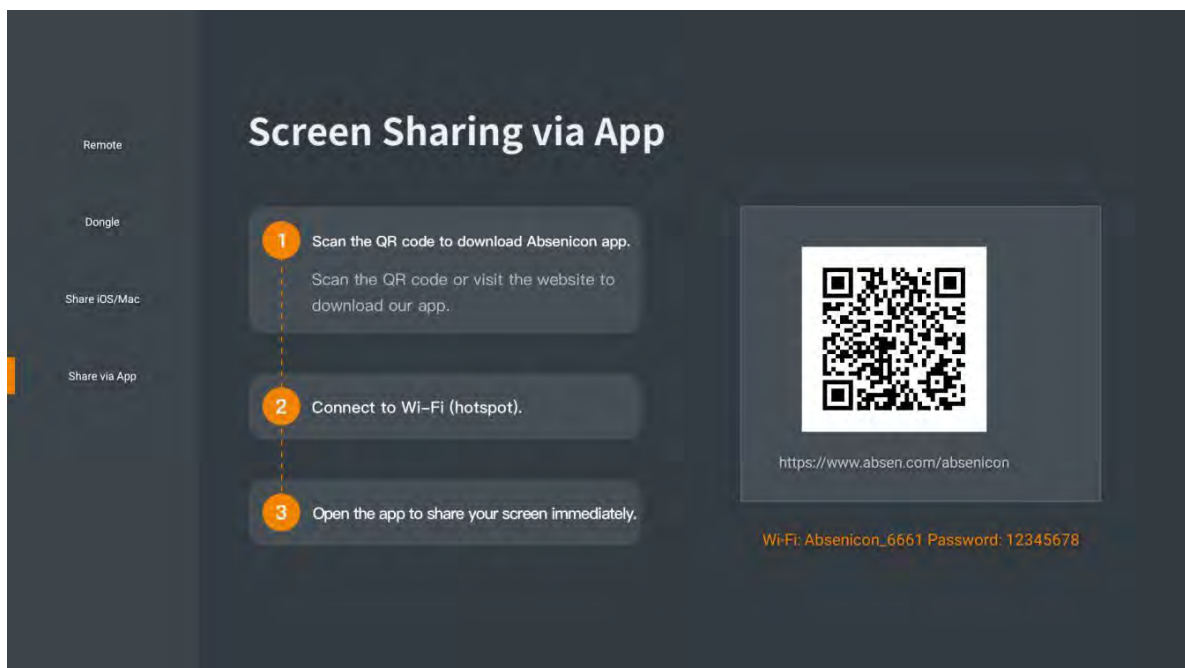 Remote
Dongle
Share iOS/Mac
Share via App
Screen Sharing via App
1
Scan the QR code to download Absenicon app.
Scan the QR code or visit the website to
download our app.
2
Connect to Wi-Fi (hotspot).
3
Open the app to share your screen immediately.
https://www.absen.com/absenicon
Wi-Fi: Absenicon_6661 Password: 12345678